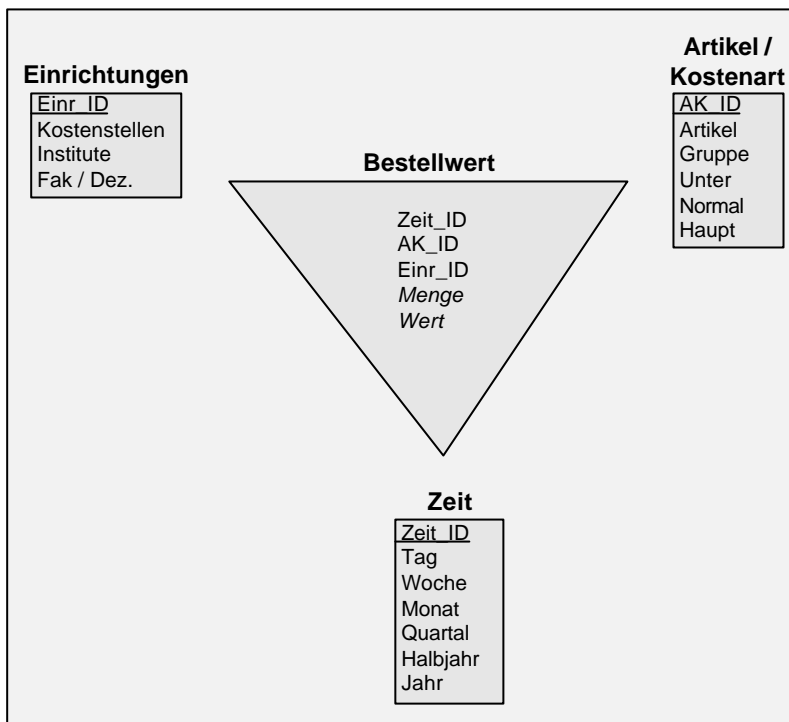 Einrichtungen
Einr_ID
Kostenstellen
Institute
Fak / Dez.
Artikel /
Kostenart
AK_ID
Artikel
Gruppe
Unter
Normal
Haupt
Bestellwert
Zeit_ID
AK_ID
Einr_ID
Menge
Wert
Zeit
Zeit_ID
Tag
Woche
Monat
Quartal
Halbjahr
Jahr